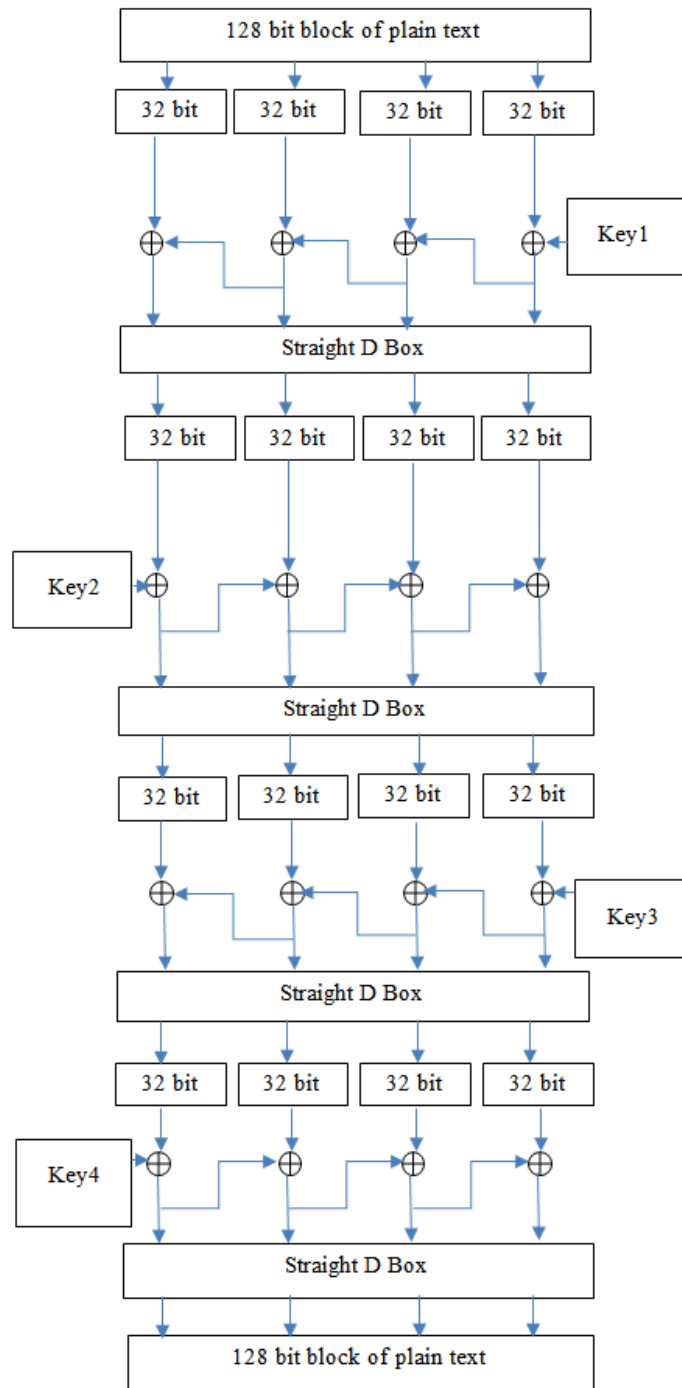 128 bit block of plain text
32 bit 32 bit 32 bit 32 bit
Key1
Straight D Box
32 bit 32 bit 32 bit 32 bit
Key2
Straight D Box
32 bit 32 bit 32 bit 32 bit
Key3
Straight D Box
32 bit 32 bit 32 bit 32 bit
Key4
Straight D Box
128 bit block of plain text